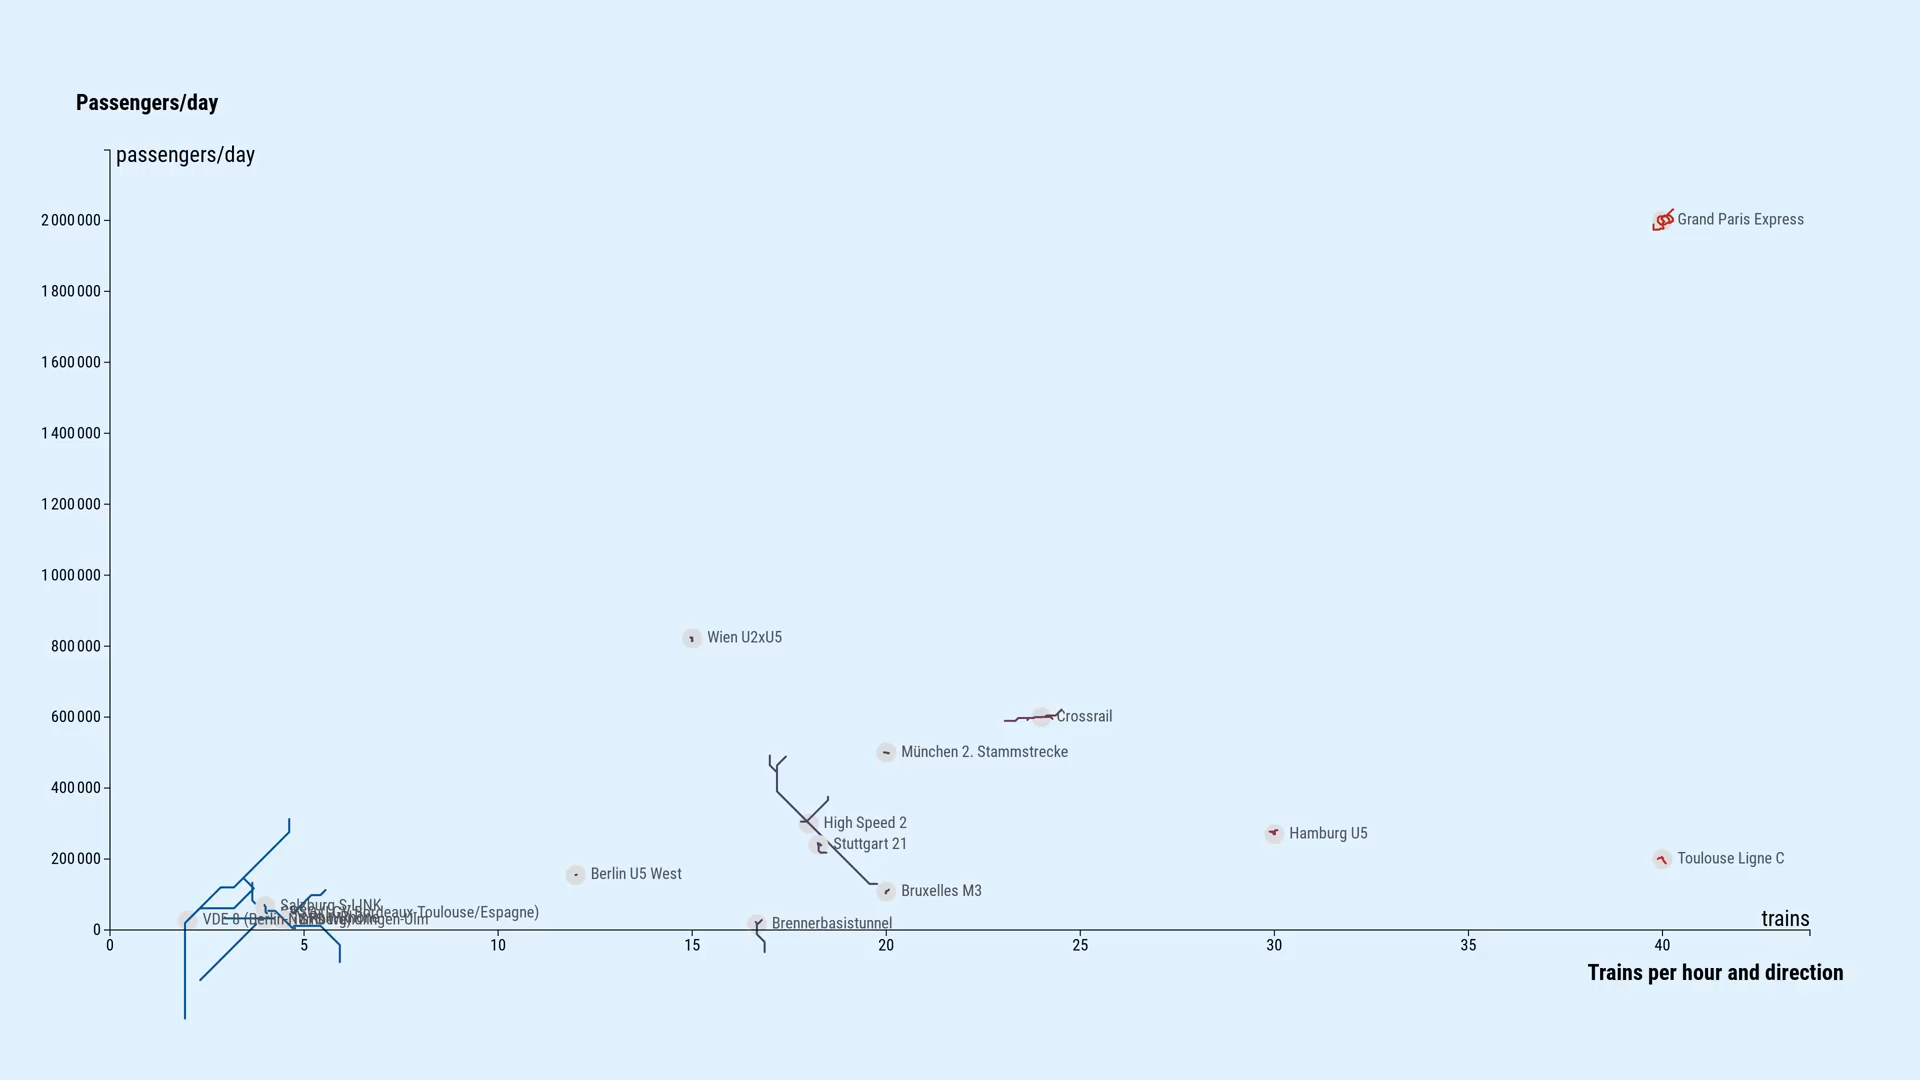 Passengers/day
passengers/day
2 000 000
Grand Paris Express
1 800 000
1 600 000
1 400 000
1 200 000
1 000 000
800 000
Wien U2xU5
600 000
Crossrail
München 2. Stammstrecke
400 000
High Speed 2
Hamburg U5
Stuttgart 21
200 000
Toulouse Ligne C
Berlin U5 West
Bruxelles M3
Salzburg S-LINK
Bordeaux-Toulouse/Espagne)
VDE 8 (Berlin-
Brennerbasistunnel
trains
0
0 5 10 15 20 25 30 35 40
Trains per hour and direction